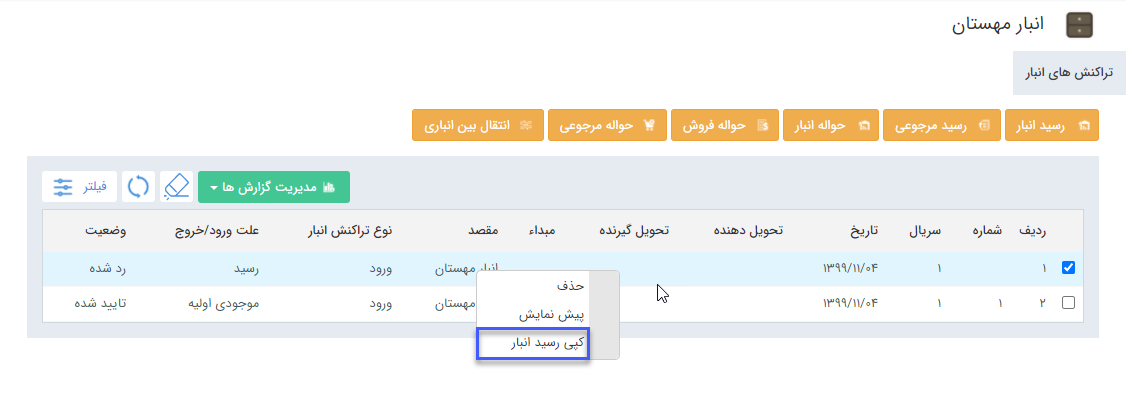 انبار مهستان
تراکنش های انبار
رسید انبار رسید مرجوعی حواله انبار حواله فروش حواله مرجوعی انتقال بین انباری
مدیریت گزارش ها فیلتر
ردیف شماره سریال تاریخ تحویل دهنده تحویل گیرنده مبداء مقصد نوع تراکنش انبار علت ورود/خروج وضعیت
۱ ۱ ۱۳۹۹/۱۱/۰۴ انبار مهستان ورود رسید رد شده
۲ ۱ ۱ ۱۳۹۹/۱۱/۰۴ مهستان ورود موجودی اولیه تایید شده
حذف
پیش نمایش
کپی رسید انبار